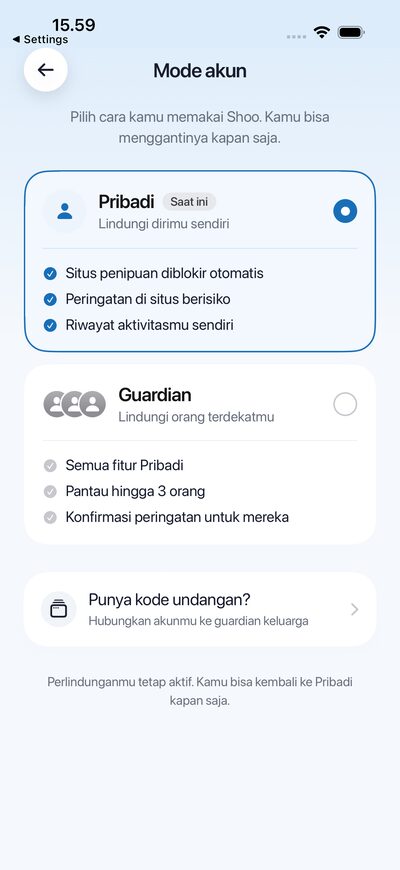 15.59
◀ Settings
Mode akun
Pilih cara kamu memakai Shoo. Kamu bisa
menggantinya kapan saja.
Pribadi
Saat ini
Lindungi dirimu sendiri
Situs penipuan diblokir otomatis
Peringatan di situs berisiko
Riwayat aktivitasmu sendiri
Guardian
Lindungi orang terdekatmu
Semua fitur Pribadi
Pantau hingga 3 orang
Konfirmasi peringatan untuk mereka
Punya kode undangan?
Hubungkan akunmu ke guardian keluarga
Perlindunganmu tetap aktif. Kamu bisa kembali ke Pribadi
kapan saja.